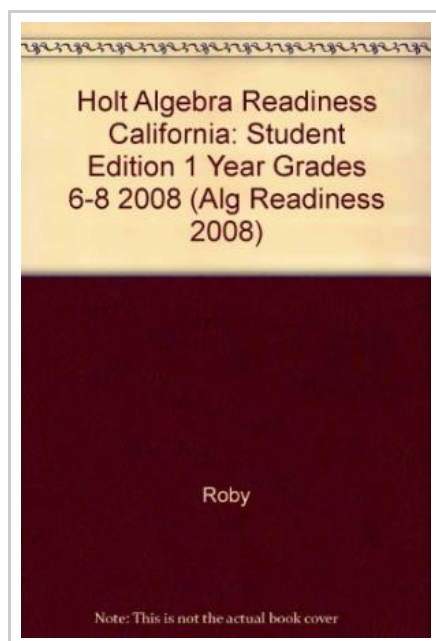 Holt Algebra Readiness
California: Student
Edition 1 Year Grades
6-8 2008 (Alg Readiness
2008)
Roby
Note: This is not the actual book cover